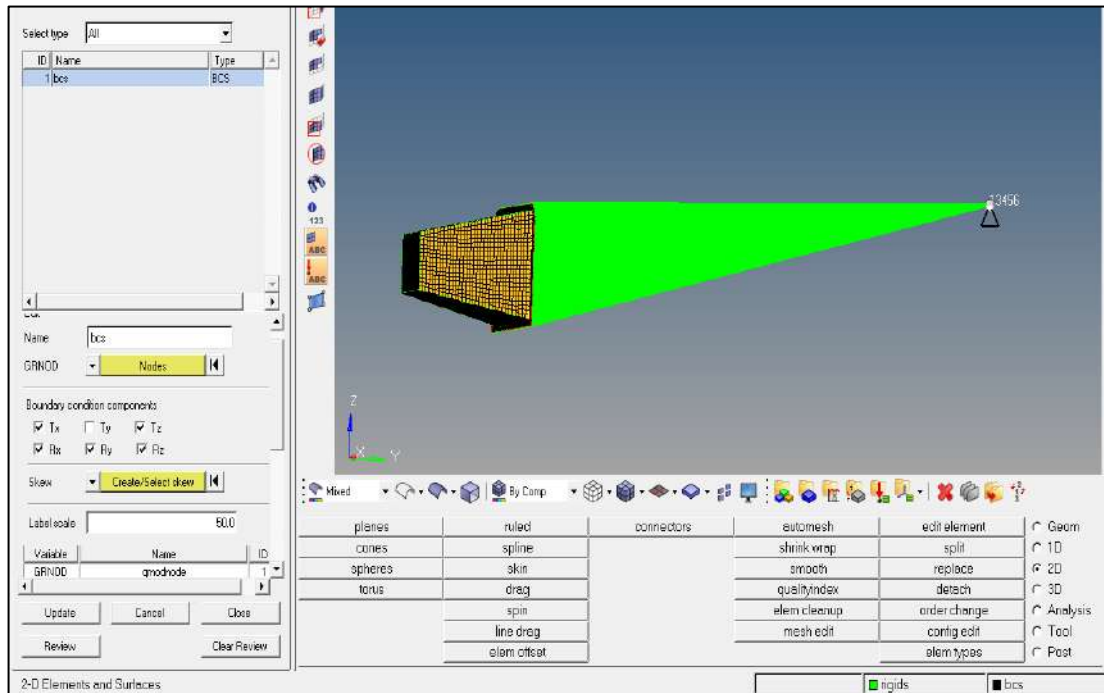 Select type All
ID Name Type
1 bcs BCS
Name bcs
GRNOD Nodes
Boundary condition components
Tx Ty Tz
Rx Ry Rz
Skew Create/Select skew
Label scale 50.0
Variable Name ID
GRNOD gmodnode 1
Update Cancel Close
Review Clear Review
123
ABC
ABC
13456
Z
X Y
Mixed By Comp
planes ruled connectors automesh edit element Geom
cones spline shrink wrap split 1D
spheres skin smooth replace 2D
torus drag qualityindex detach 3D
spin elem cleanup order change Analysis
line drag mesh edit config edit Tool
elem offset elem types Post
2-D Elements and Surfaces rigids bcs